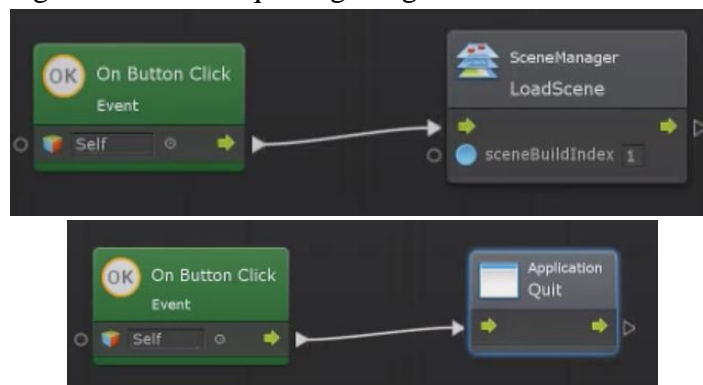 OK On Button Click
Event
Self
SceneManager
LoadScene
sceneBuildIndex 1
OK On Button Click
Event
Self
Application
Quit